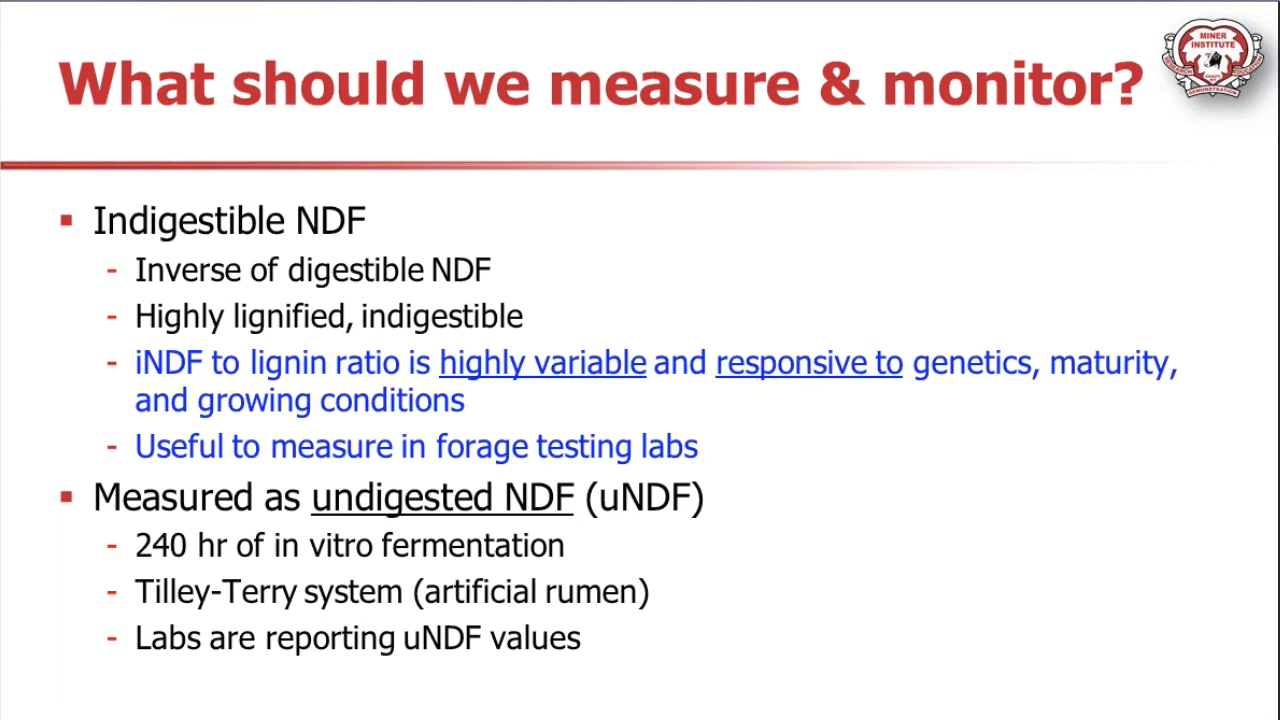 What should we measure & monitor?
MINER
INSTITUTE
RESEARCH
EDUCATION
DEMONSTRATION
▪ Indigestible NDF
- Inverse of digestible NDF
- Highly lignified, indigestible
- iNDF to lignin ratio is highly variable and responsive to genetics, maturity,
and growing conditions
- Useful to measure in forage testing labs
▪ Measured as undigested NDF (uNDF)
- 240 hr of in vitro fermentation
- Tilley-Terry system (artificial rumen)
- Labs are reporting uNDF values